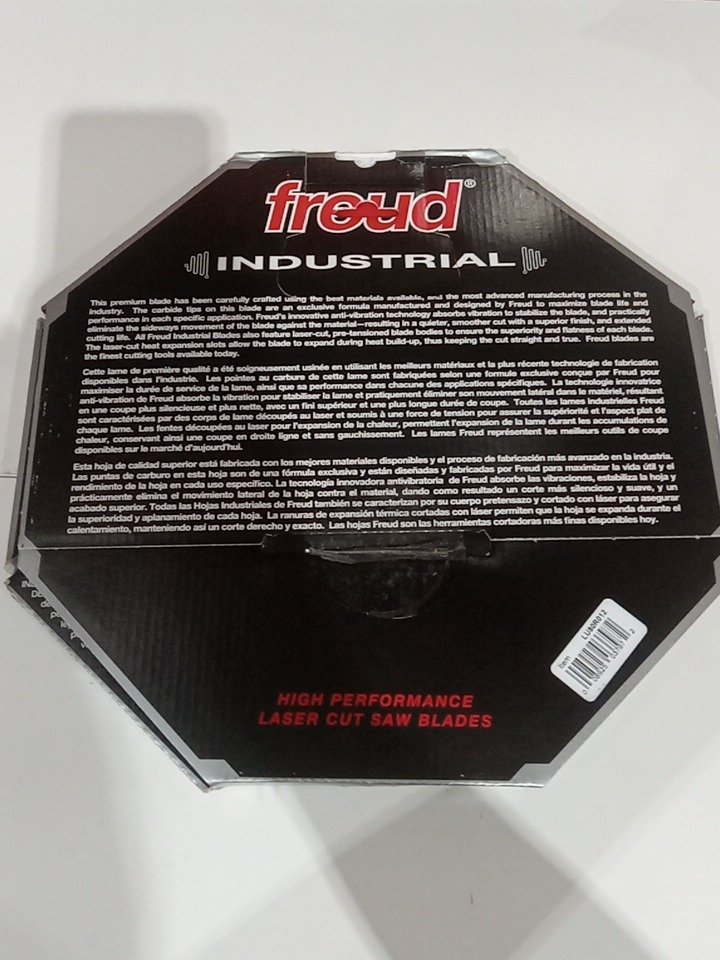 freud®
INDUSTRIAL
This premium blade has been carefully crafted using the best materials available, and the most advanced manufacturing process in the
industry. The carbide tips on this blade are an exclusive formula manufactured and designed by Freud to maximize blade life and
performance in each specific application. Freud's innovative anti-vibration technology absorbs vibration to stabilize the blade, and practically
eliminate the sideways movement of the blade against the material—resulting in a quieter, smoother cut with a superior finish, and extended
cutting life. All Freud Industrial Blades also feature laser-cut, pre-tensioned blade bodies to ensure the superiority and flatness of each blade.
The laser-cut heat expansion slots allow the blade to expand during heat build-up, thus keeping the cut straight and true. Freud blades are
the finest cutting tools available today.
Cette lame de première qualité a été soigneusement usinée en utilisant les meilleurs matériaux et la plus récente technologie de fabrication
disponibles dans l'industrie. Les pointes au carbure de cette lame sont fabriquées selon une formule exclusive conçue par Freud pour
maximiser la durée de service de la lame, ainsi que sa performance dans chacune des applications spécifiques. La technologie innovatrice
anti-vibration de Freud absorbe la vibration pour stabiliser la lame et pratiquement éliminer son mouvement latéral dans le matériel, résultant
en une coupe plus silencieuse et plus nette, avec un fini supérieur et une plus longue durée de coupe. Toutes les lames industrielles Freud
sont caractérisées par des corps de lame découpés au laser et soumis à une force de tension pour assurer la supériorité et l'aspect plat de
chaque lame. Les fentes découpées au laser pour l'expansion de la chaleur, permettent l'expansion de la lame durant les accumulations de
chaleur, conservant ainsi une coupe en droite ligne et sans gauchissement. Les lames Freud représentent les meilleurs outils de coupe
disponibles sur le marché d'aujourd'hui.
Esta hoja de calidad superior está fabricada con los mejores materiales disponibles y el proceso de fabricación más avanzado en la industria.
Las puntas de carburo en esta hoja son de una fórmula exclusiva y están diseñadas y fabricadas por Freud para maximizar la vida útil y el
rendimiento de la hoja en cada uso específico. La tecnología innovadora antivibratoria de Freud absorbe las vibraciones, estabiliza la hoja y
prácticamente elimina el movimiento lateral de la hoja contra el material, dando como resultado un corte más silencioso y suave, y un
acabado superior. Todas las Hojas Industriales de Freud también se caracterizan por su cuerpo pretensazo y cortado con láser para asegurar
la superioridad y aplanamiento de cada hoja. La ranuras de expansión térmica cortadas con láser permiten que la hoja se expanda durante el
calentamiento, manteniendo así un corte derecho y exacto. Las hojas Freud son las herramientas cortadoras más finas disponibles hoy.
Item LU80R012
HIGH PERFORMANCE
LASER CUT SAW BLADES